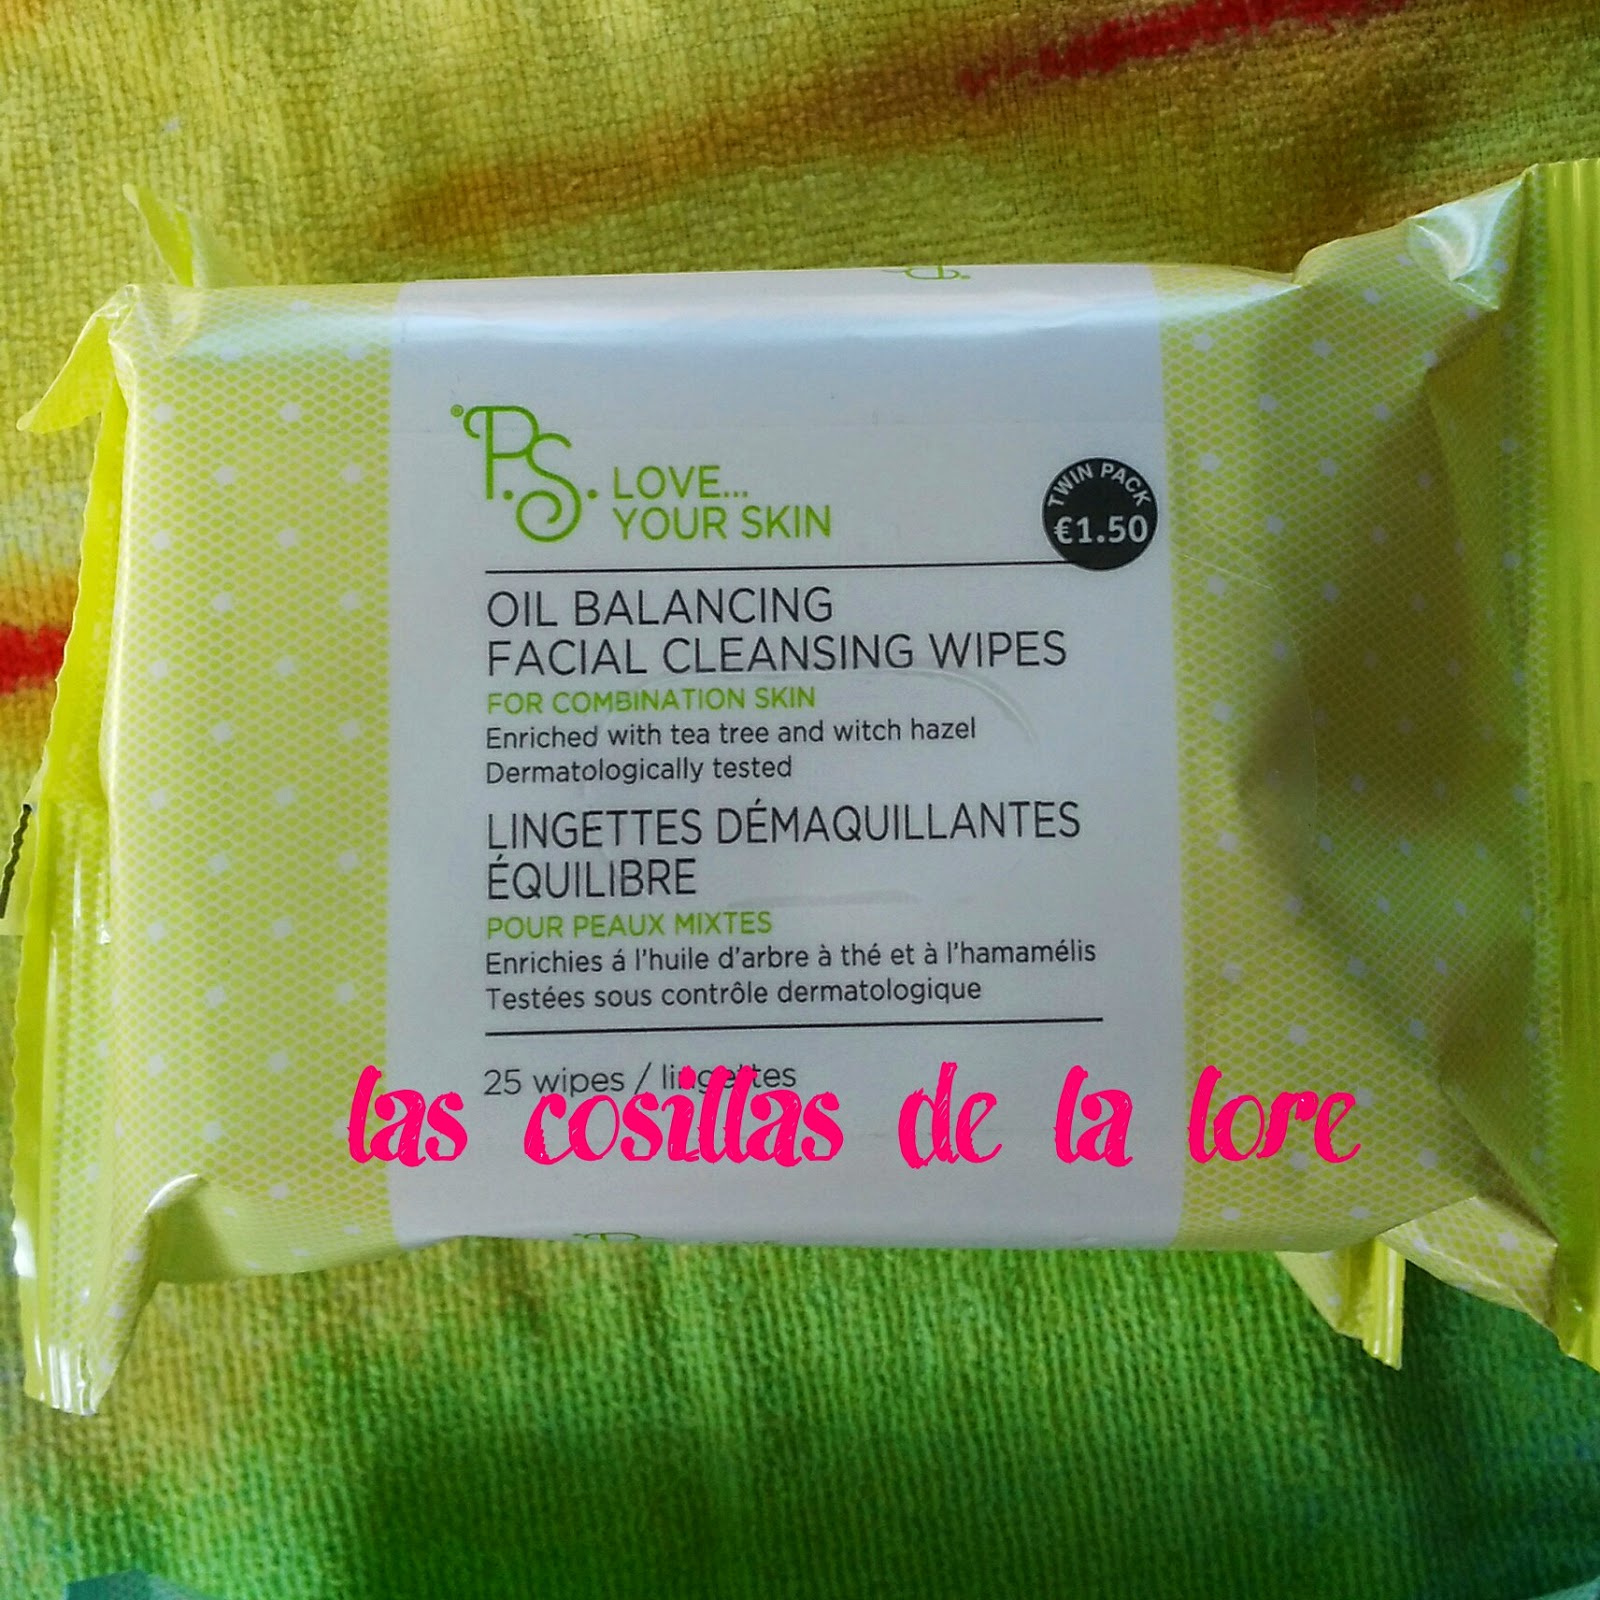 P.S. LOVE...
YOUR SKIN
TWIN PACK
€1.50
OIL BALANCING
FACIAL CLEANSING WIPES
FOR COMBINATION SKIN
Enriched with tea tree and witch hazel
Dermatologically tested
LINGETTES DÉMAQUILLANTES
ÉQUILIBRE
POUR PEAUX MIXTES
Enrichies á l'huile d'arbre à thé et à l'hamamélis
Testées sous contrôle dermatologique
25 wipes / lingettes
las cosillas de la lore